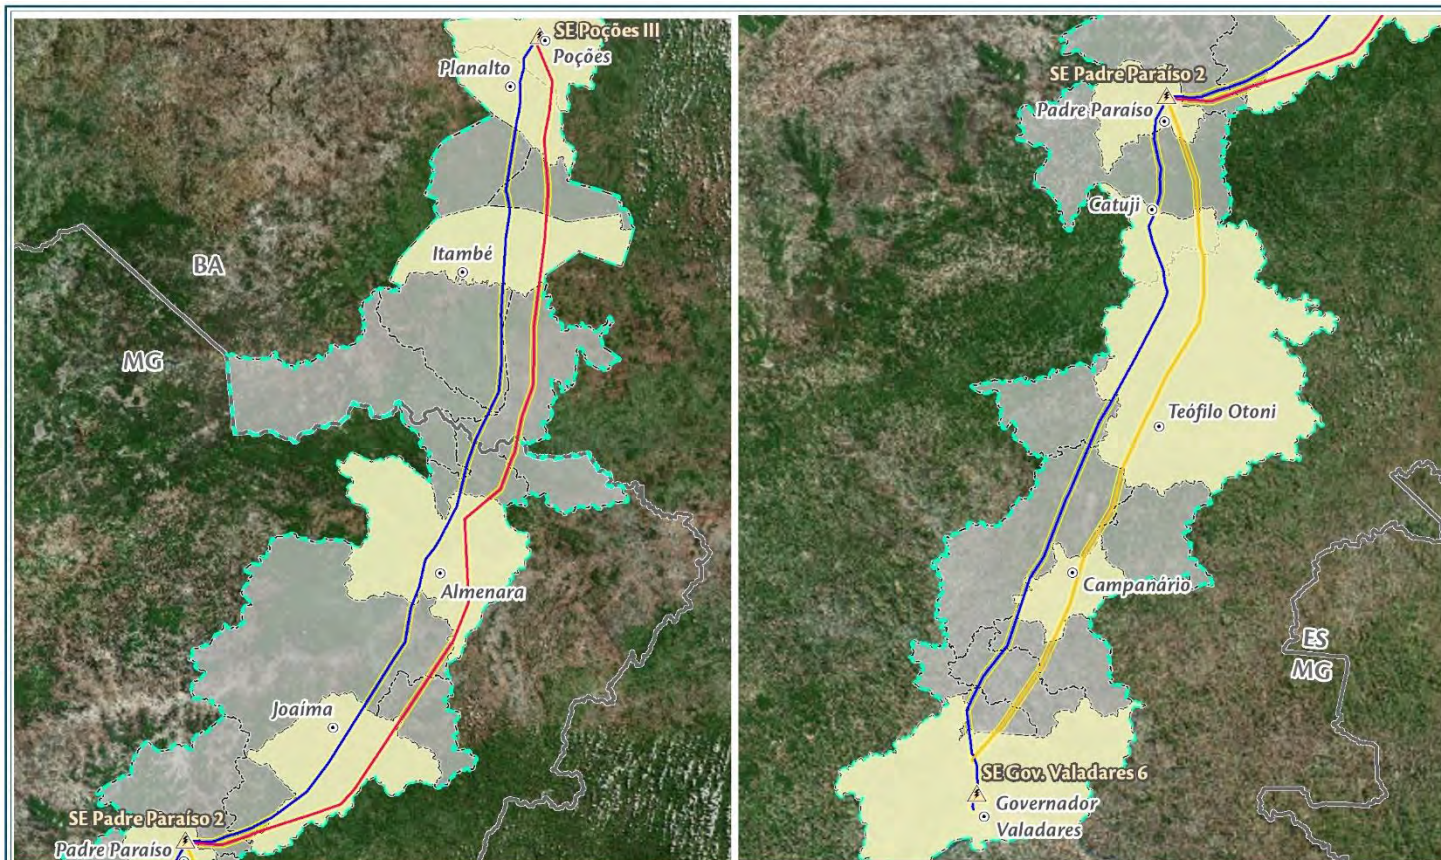 SE Poções III
Poções
Planalto
Itambé
BA
MG
Almenara
Joaíma
SE Padre Paraíso 2
Padre Paraíso
SE Padre Paraíso 2
Padre Paraíso
Catuji
Teófilo Otoni
Campanário
ES
MG
SE Gov. Valadares 6
Governador
Valadares